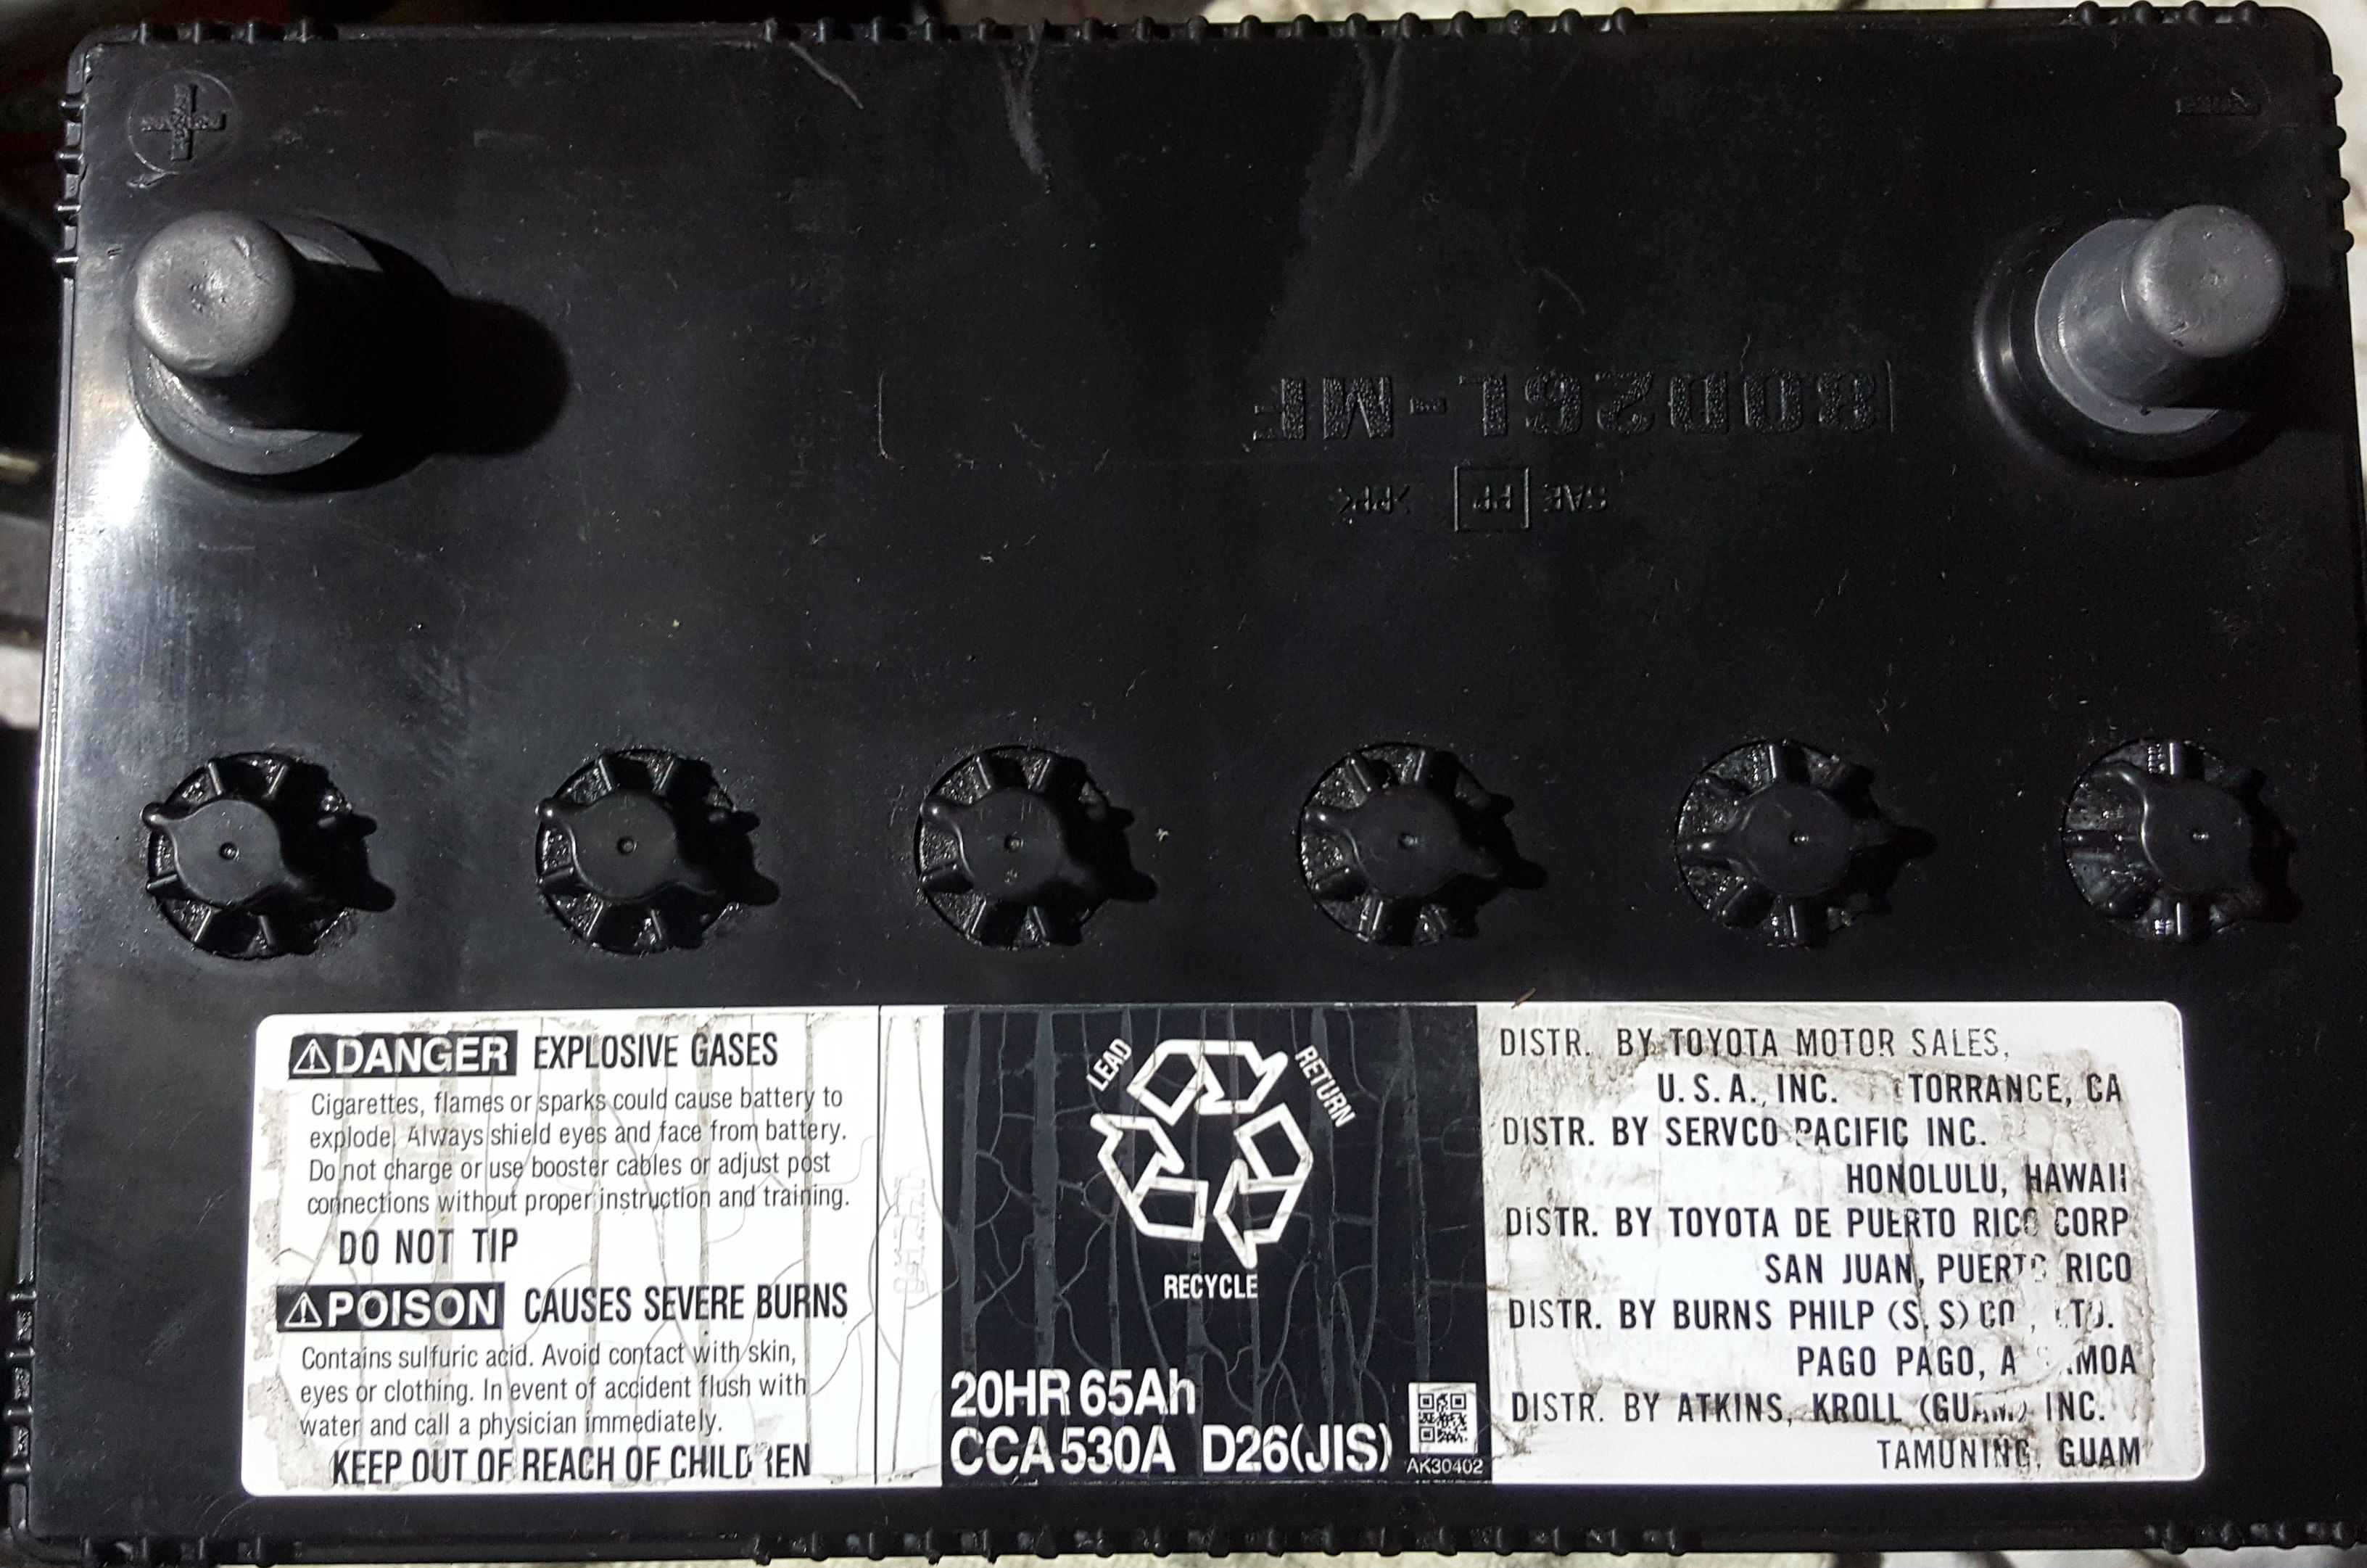 +
80D26L-MF
SAE PP >PP<
DANGER EXPLOSIVE GASES
Cigarettes, flames or sparks could cause battery to
explode. Always shield eyes and face from battery.
Do not charge or use booster cables or adjust post
connections without proper instruction and training.
DO NOT TIP
POISON CAUSES SEVERE BURNS
Contains sulfuric acid. Avoid contact with skin,
eyes or clothing. In event of accident flush with
water and call a physician immediately.
KEEP OUT OF REACH OF CHILDREN
LEAD
RETURN
RECYCLE
20HR 65Ah
CCA 530A D26(JIS)
AK30402
DISTR. BY TOYOTA MOTOR SALES,
U.S.A., INC. TORRANCE, CA
DISTR. BY SERVCO PACIFIC INC.
HONOLULU, HAWAII
DISTR. BY TOYOTA DE PUERTO RICO CORP.
SAN JUAN, PUERTO RICO
DISTR. BY BURNS PHILP (S.S) CO., LTD.
PAGO PAGO, A SAMOA
DISTR. BY ATKINS, KROLL (GUAM) INC.
TAMUNING, GUAM